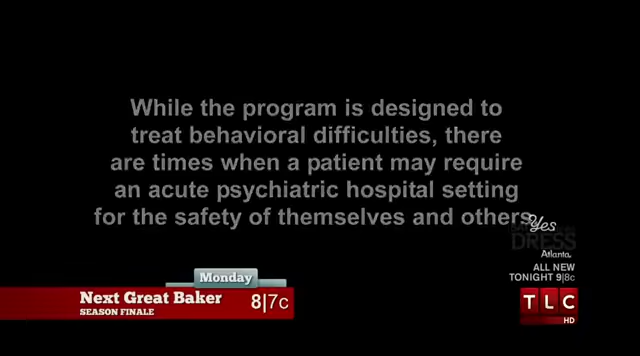 While the program is designed to
treat behavioral difficulties, there
are times when a patient may require
an acute psychiatric hospital setting
for the safety of themselves and others.
Yes
DRESS
Atlanta
ALL NEW
TONIGHT 9|8c
Monday
Next Great Baker
8|7c
SEASON FINALE
TLC
HD